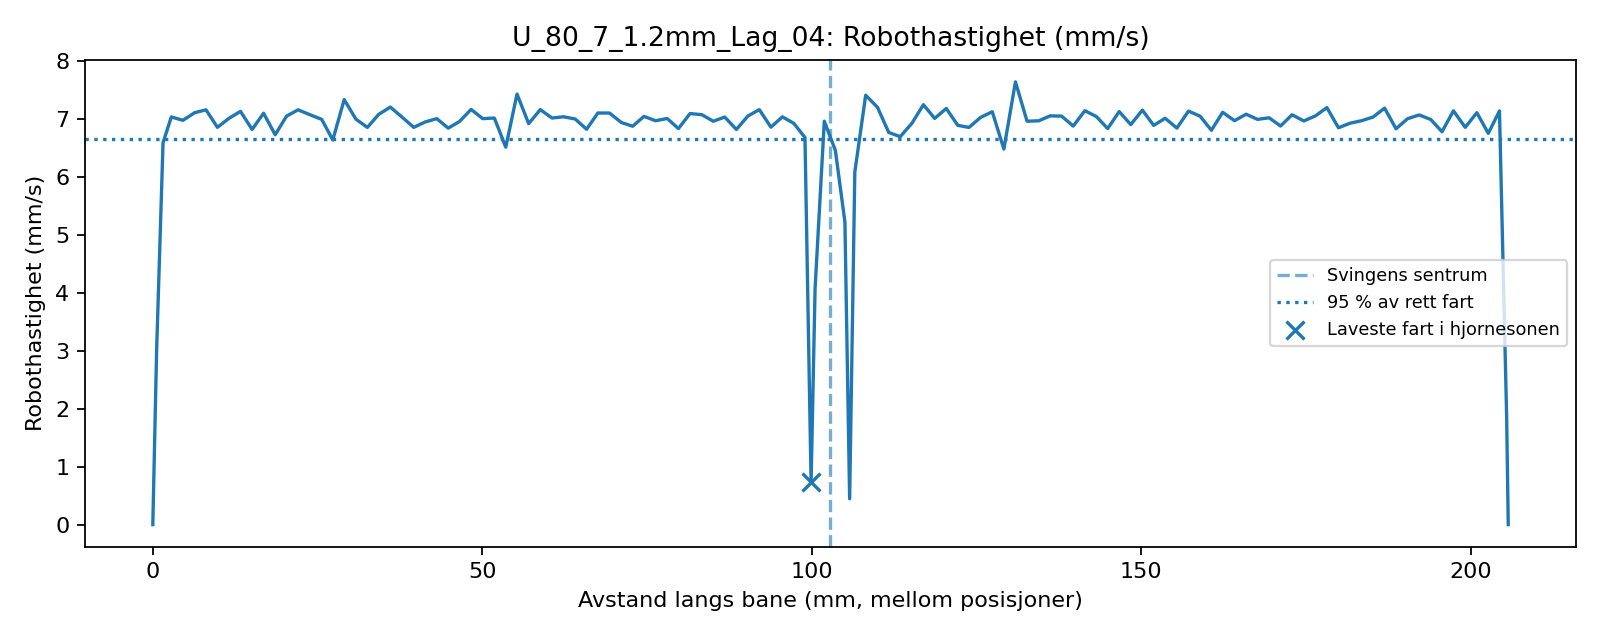 U_80_7_1.2mm_Lag_04: Robothastighet (mm/s)
Robothastighet (mm/s)
8
7
6
5
4
3
2
1
0
Svingens sentrum
95 % av rett fart
Laveste fart i hjornesonen
0
50
100
150
200
Avstand langs bane (mm, mellom posisjoner)